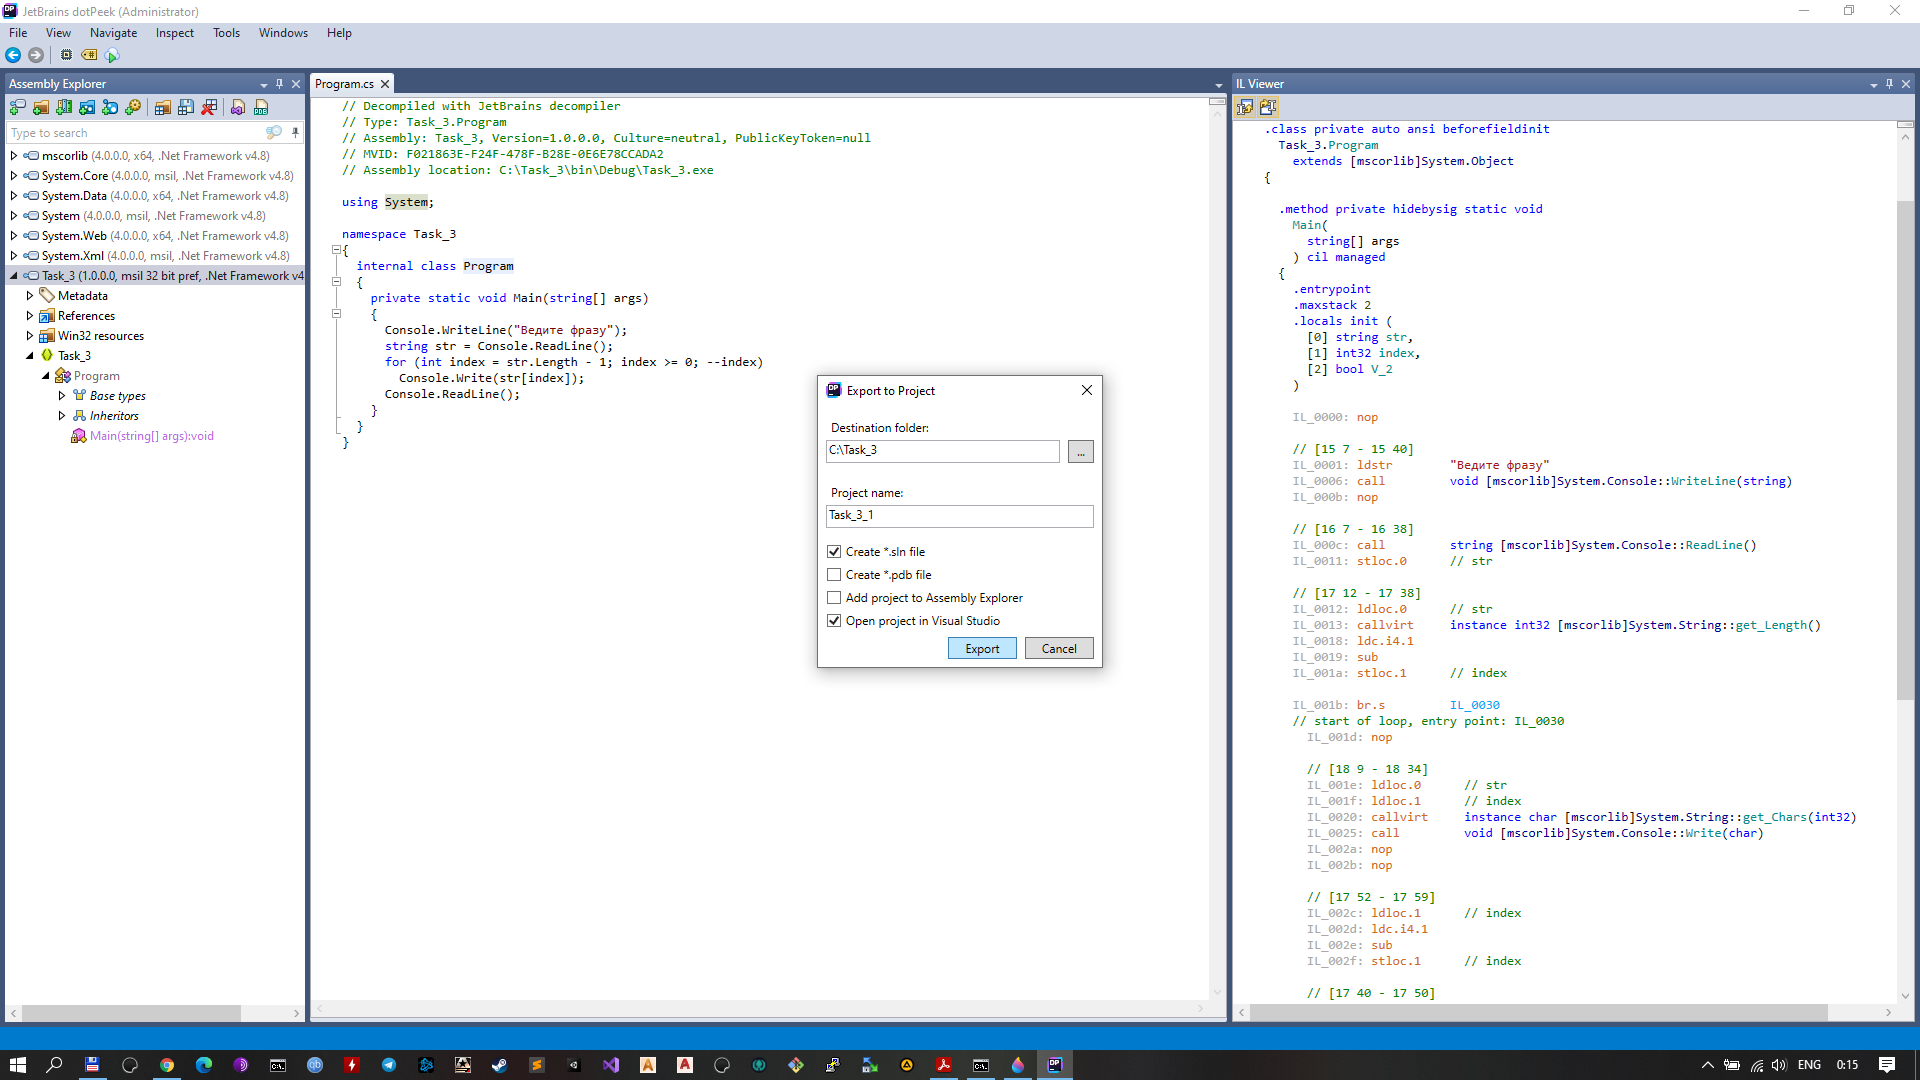 JetBrains dotPeek (Administrator)
File View Navigate Inspect Tools Windows Help
Assembly Explorer
Type to search
mscorlib (4.0.0.0, x64, .Net Framework v4.8)
System.Core (4.0.0.0, msil, .Net Framework v4.8)
System.Data (4.0.0.0, x64, .Net Framework v4.8)
System (4.0.0.0, msil, .Net Framework v4.8)
System.Web (4.0.0.0, x64, .Net Framework v4.8)
System.Xml (4.0.0.0, msil, .Net Framework v4.8)
Task_3 (1.0.0.0, msil 32 bit pref, .Net Framework v4
Metadata
References
Win32 resources
Task_3
Program
Base types
Inheritors
Main(string[] args):void
Program.cs
// Decompiled with JetBrains decompiler
// Type: Task_3.Program
// Assembly: Task_3, Version=1.0.0.0, Culture=neutral, PublicKeyToken=null
// MVID: F021863E-F24F-478F-B28E-0E6E78CCADA2
// Assembly location: C:\Task_3\bin\Debug\Task_3.exe
using System;
namespace Task_3
{
internal class Program
{
private static void Main(string[] args)
{
Console.WriteLine("Ведите фразу");
string str = Console.ReadLine();
for (int index = str.Length - 1; index >= 0; --index)
Console.Write(str[index]);
Console.ReadLine();
}
}
}
Export to Project
Destination folder:
C:\Task_3
...
Project name:
Task_3_1
Create *.sln file
Create *.pdb file
Add project to Assembly Explorer
Open project in Visual Studio
Export Cancel
IL Viewer
.class private auto ansi beforefieldinit
Task_3.Program
extends [mscorlib]System.Object
{
.method private hidebysig static void
Main(
string[] args
) cil managed
{
.entrypoint
.maxstack 2
.locals init (
[0] string str,
[1] int32 index,
[2] bool V_2
)
IL_0000: nop
// [15 7 - 15 40]
IL_0001: ldstr "Ведите фразу"
IL_0006: call void [mscorlib]System.Console::WriteLine(string)
IL_000b: nop
// [16 7 - 16 38]
IL_000c: call string [mscorlib]System.Console::ReadLine()
IL_0011: stloc.0 // str
// [17 12 - 17 38]
IL_0012: ldloc.0 // str
IL_0013: callvirt instance int32 [mscorlib]System.String::get_Length()
IL_0018: ldc.i4.1
IL_0019: sub
IL_001a: stloc.1 // index
IL_001b: br.s IL_0030
// start of loop, entry point: IL_0030
IL_001d: nop
// [18 9 - 18 34]
IL_001e: ldloc.0 // str
IL_001f: ldloc.1 // index
IL_0020: callvirt instance char [mscorlib]System.String::get_Chars(int32)
IL_0025: call void [mscorlib]System.Console::Write(char)
IL_002a: nop
IL_002b: nop
// [17 52 - 17 59]
IL_002c: ldloc.1 // index
IL_002d: ldc.i4.1
IL_002e: sub
IL_002f: stloc.1 // index
// [17 40 - 17 50]
ENG 0:15